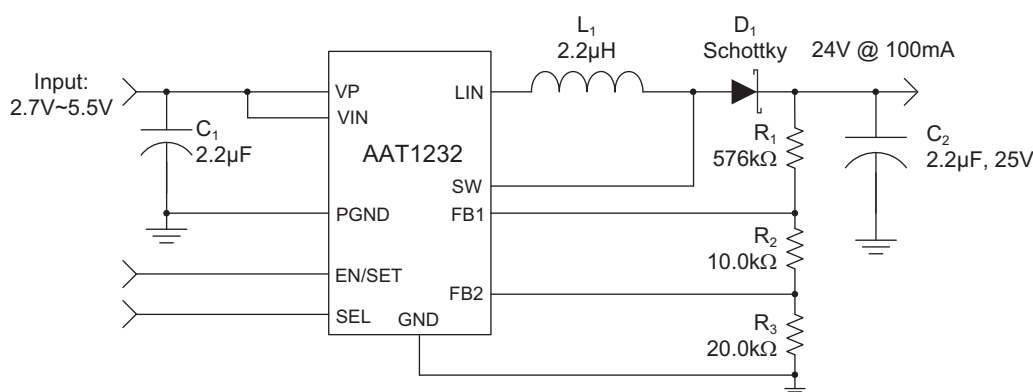 Input:
2.7V~5.5V
C₁
2.2µF
VP
VIN
AAT1232
PGND
EN/SET
SEL
GND
LIN
SW
FB1
FB2
L₁
2.2µH
D₁
Schottky
24V @ 100mA
R₁
576kΩ
C₂
2.2µF, 25V
R₂
10.0kΩ
R₃
20.0kΩ